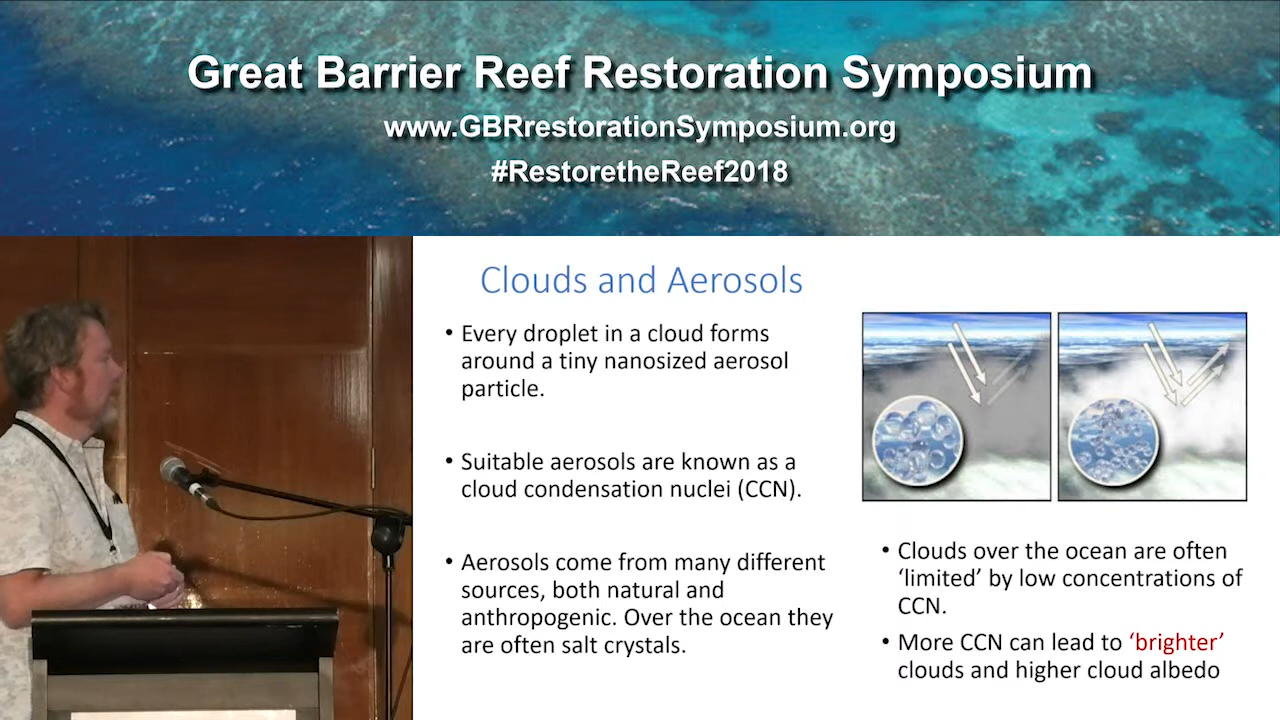 Great Barrier Reef Restoration Symposium
www.GBRrestorationSymposium.org
#RestoretheReef2018
Clouds and Aerosols
• Every droplet in a cloud forms
around a tiny nanosized aerosol
particle.
• Suitable aerosols are known as a
cloud condensation nuclei (CCN).
• Aerosols come from many different
sources, both natural and
anthropogenic. Over the ocean they
are often salt crystals.
• Clouds over the ocean are often
‘limited’ by low concentrations of
CCN.
• More CCN can lead to ‘brighter’
clouds and higher cloud albedo